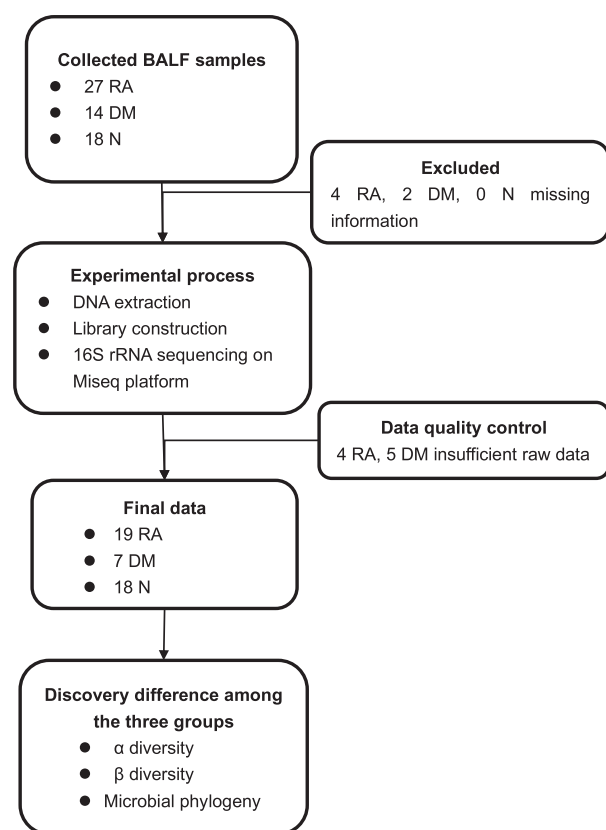 Collected BALF samples
● 27 RA
● 14 DM
● 18 N
Excluded
4 RA, 2 DM, 0 N missing
information
Experimental process
● DNA extraction
● Library construction
● 16S rRNA sequencing on
Miseq platform
Data quality control
4 RA, 5 DM insufficient raw data
Final data
● 19 RA
● 7 DM
● 18 N
Discovery difference among
the three groups
● α diversity
● β diversity
● Microbial phylogeny